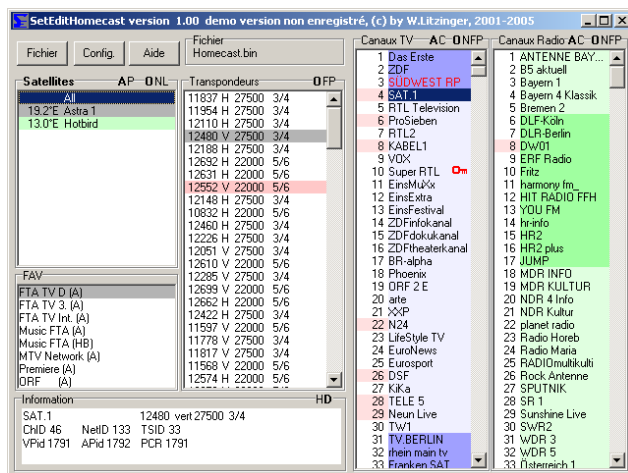 SetEditHomecast version 1.00 demo version non enregistré, (c) by W.Litzinger, 2001-2005
Fichier Config. Aide
Fichier
Homecast.bin
Satellites AP ONL
All
19.2°E Astra 1
13.0°E Hotbird
Transpondeurs OFP
11837 H 27500 3/4
11954 H 27500 3/4
12110 H 27500 3/4
12480 V 27500 3/4
12188 H 27500 3/4
12692 H 22000 5/6
12631 H 22000 5/6
12552 V 22000 5/6
12148 H 27500 3/4
10832 H 22000 5/6
12460 H 27500 3/4
12226 H 27500 3/4
12051 V 27500 3/4
12610 V 22000 5/6
12285 V 27500 3/4
12699 V 22000 5/6
12662 H 22000 5/6
12422 H 27500 3/4
11597 V 22000 5/6
11778 V 27500 3/4
11817 V 27500 3/4
11568 V 22000 5/6
12574 H 22000 5/6
FAV
FTA TV D (A)
FTA TV 3. (A)
FTA TV Int. (A)
Music FTA (A)
Music FTA (HB)
MTV Network (A)
Premiere (A)
ORF (A)
Information HD
SAT.1 12480 vert 27500 3/4
ChID 46 NetID 133 TSID 33
VPid 1791 APid 1792 PCR 1791
Canaux TV AC ONFP
1 Das Erste
2 ZDF
3 SÜDWEST RP
4 SAT.1
5 RTL Television
6 ProSieben
7 RTL2
8 KABEL1
9 VOX
10 Super RTL
11 EinsMuXx
12 EinsExtra
13 EinsFestival
14 ZDFinfokanal
15 ZDFdokukanal
16 ZDFtheaterkanal
17 BR-alpha
18 Phoenix
19 ORF 2 E
20 arte
21 XXP
22 N24
23 LifeStyle TV
24 EuroNews
25 Eurosport
26 DSF
27 KiKa
28 TELE 5
29 Neun Live
30 TW1
31 TV.BERLIN
32 rhein main tv
33 Franken SAT
Canaux Radio AC ONFP
1 ANTENNE BAY...
2 B5 aktuell
3 Bayern 1
4 Bayern 4 Klassik
5 Bremen 2
6 DLF-Köln
7 DLR-Berlin
8 DW01
9 ERF Radio
10 Fritz
11 harmony fm_
12 HIT RADIO FFH
13 YOU FM
14 hr-info
15 HR2
16 HR2 plus
17 JUMP
18 MDR INFO
19 MDR KULTUR
20 NDR 4 Info
21 NDR Kultur
22 planet radio
23 Radio Horeb
24 Radio Maria
25 RADIOmultikulti
26 Rock Antenne
27 SPUTNIK
28 SR 1
29 Sunshine Live
30 SWR2
31 WDR 3
32 WDR 5
33 Österreich 1